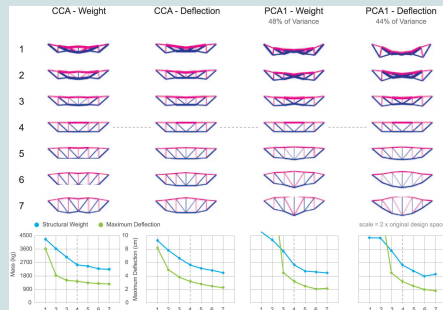 CCA - Weight
CCA - Deflection
PCA1 - Weight
48% of Variance
PCA1 - Deflection
44% of Variance
1
2
3
4
5
6
7
Structural Weight
Maximum Deflection
scale = 2 x original design space
Mass (kg)
4500
3600
2700
1800
900
0
Maximum Deflection (cm)
10
8
6
4
2
0
1 2 3 4 5 6 7
1 2 3 4 5 6 7
1 2 3 4 5 6 7
1 2 3 4 5 6 7